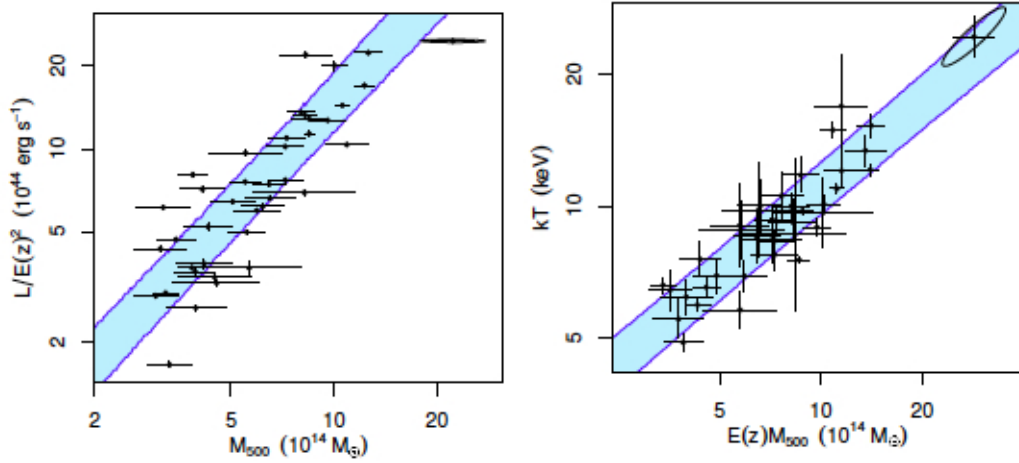 L/E(z)² (10⁴⁴ erg s⁻¹)
20
10
5
2
2 5 10 20
M₅₀₀ (10¹⁴ M☉)
kT (keV)
20
10
5
5 10 20
E(z)M₅₀₀ (10¹⁴ M☉)